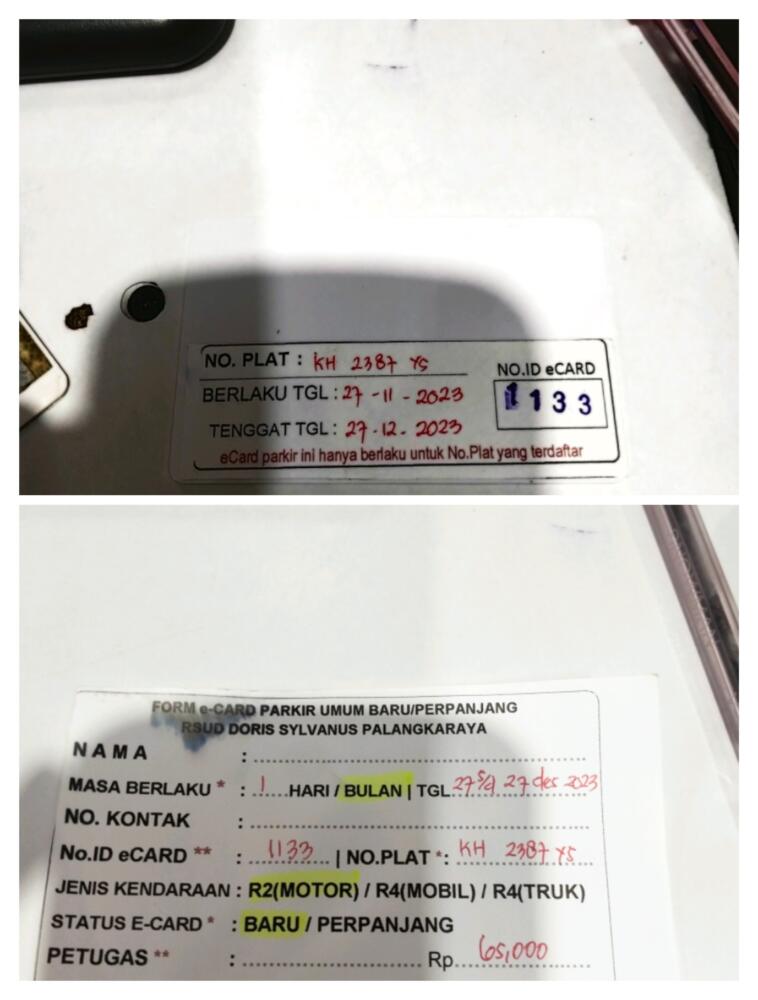 NO. PLAT : KH 2387 YS
NO.ID eCARD
BERLAKU TGL : 27 - 11 - 2023
1133
TENGGAT TGL : 27 - 12 - 2023
eCard parkir ini hanya berlaku untuk No.Plat yang terdaftar
FORM e-CARD PARKIR UMUM BARU/PERPANJANG
RSUD DORIS SYLVANUS PALANGKARAYA
NAMA :
MASA BERLAKU * : 1 HARI / BULAN | TGL 27 s/d 27 des 2023
NO. KONTAK :
No.ID eCARD ** : 1133 | NO.PLAT *: KH 2387 YS
JENIS KENDARAAN : R2(MOTOR) / R4(MOBIL) / R4(TRUK)
STATUS E-CARD * : BARU / PERPANJANG
PETUGAS ** : Rp 65,000